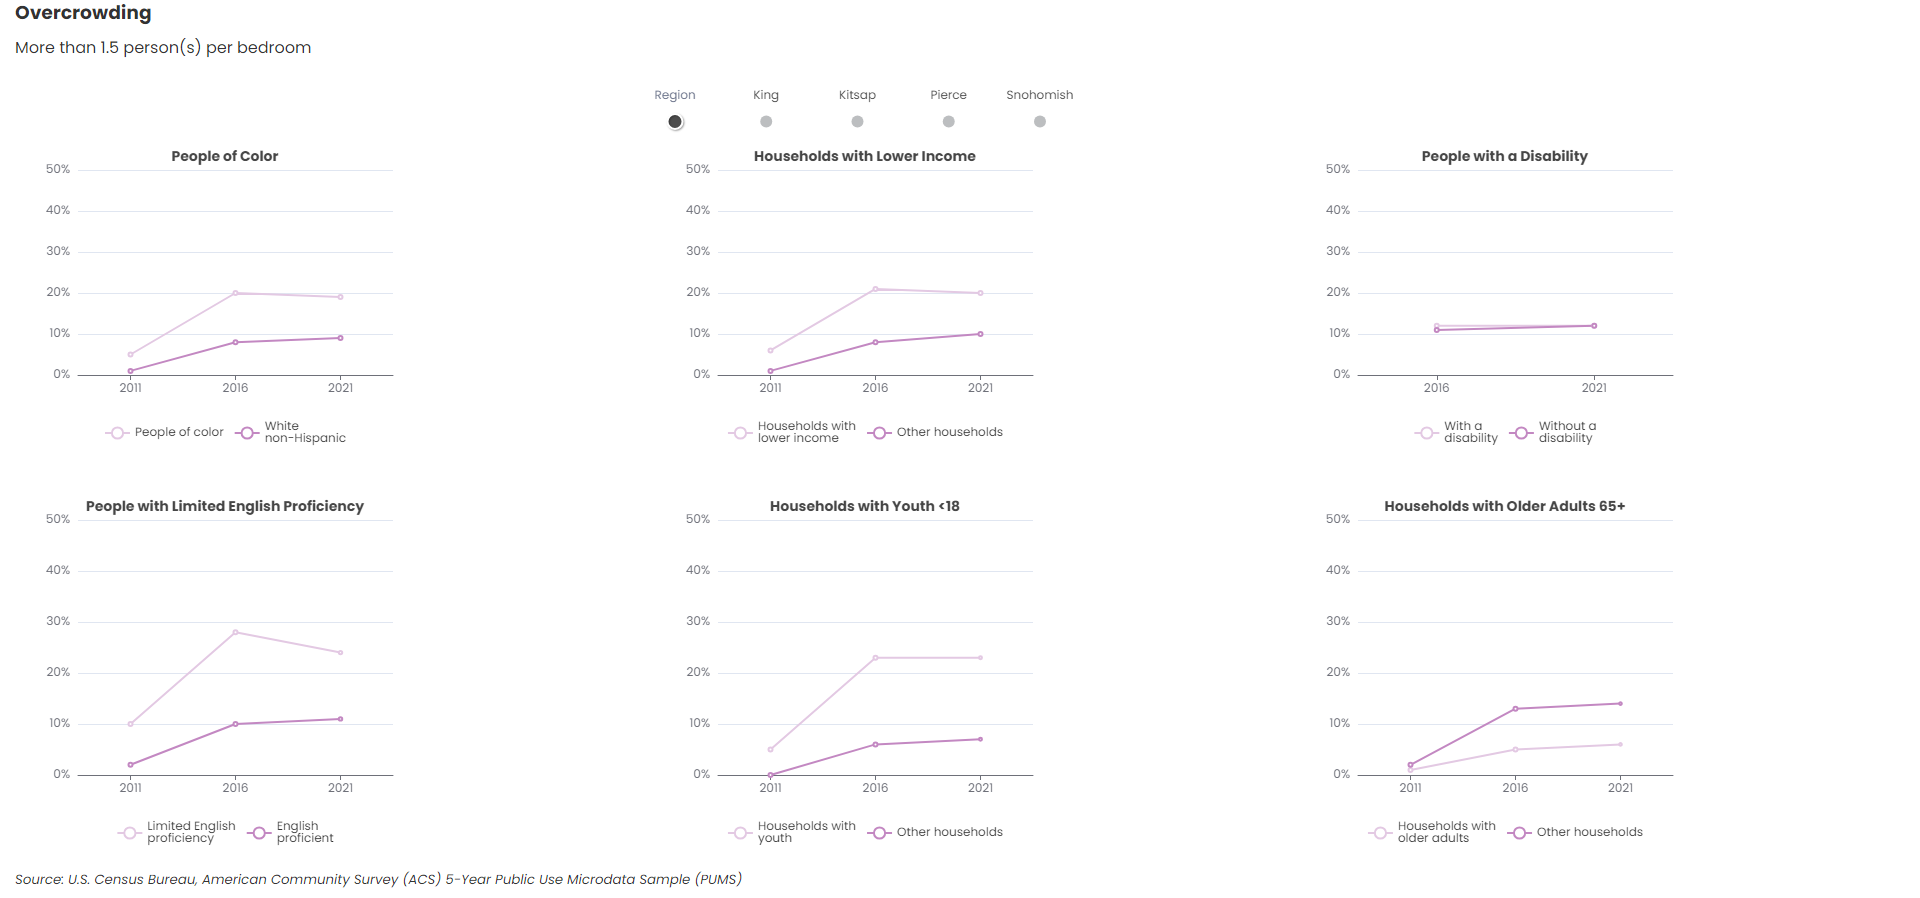 Overcrowding
More than 1.5 person(s) per bedroom
Region King Kitsap Pierce Snohomish
People of Color
50%
40%
30%
20%
10%
0%
2011 2016 2021
People of color
White
non-Hispanic
Households with Lower Income
50%
40%
30%
20%
10%
0%
2011 2016 2021
Households with
lower income
Other households
People with a Disability
50%
40%
30%
20%
10%
0%
2016 2021
With a
disability
Without a
disability
People with Limited English Proficiency
50%
40%
30%
20%
10%
0%
2011 2016 2021
Limited English
proficiency
English
proficient
Households with Youth <18
50%
40%
30%
20%
10%
0%
2011 2016 2021
Households with
youth
Other households
Households with Older Adults 65+
50%
40%
30%
20%
10%
0%
2011 2016 2021
Households with
older adults
Other households
Source: U.S. Census Bureau, American Community Survey (ACS) 5-Year Public Use Microdata Sample (PUMS)